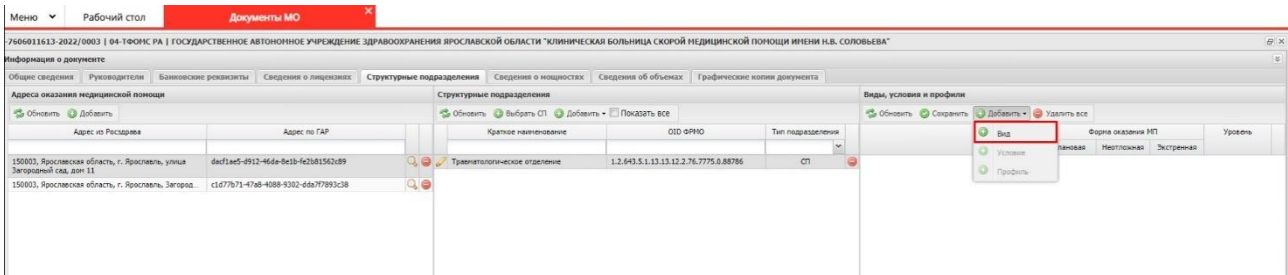 Меню Рабочий стол Документы МО
-7606011613-2022/0003 | 04-ТФОМС РА | ГОСУДАРСТВЕННОЕ АВТОНОМНОЕ УЧРЕЖДЕНИЕ ЗДРАВООХРАНЕНИЯ ЯРОСЛАВСКОЙ ОБЛАСТИ "КЛИНИЧЕСКАЯ БОЛЬНИЦА СКОРОЙ МЕДИЦИНСКОЙ ПОМОЩИ ИМЕНИ Н.В. СОЛОВЬЕВА"
Информация о документе
Общие сведения Руководители Банковские реквизиты Сведения о лицензиях Структурные подразделения Сведения о мощностях Сведения об объемах Графические копии документа
Адреса оказания медицинской помощи Структурные подразделения Виды, условия и профили
Обновить Добавить Обновить Выбрать СП Добавить Показать все Обновить Сохранить Добавить Удалить все
Адрес из Росздрава Адрес по ГАР Краткое наименование OID ФРМО Тип подразделения Вид Форма оказания МП Уровень
плановая Неотложная Экстренная
Условие
Профиль
150003, Ярославская область, г. Ярославль, улица Загородный сад, дом 11 dacf1ae5-d912-46da-8e1b-fe2b81562c89 Травматологическое отделение 1.2.643.5.1.13.13.12.2.76.7775.0.88786 СП
150003, Ярославская область, г. Ярославль, Загород... c1d77b71-47a8-4088-9302-dda7f7893c38